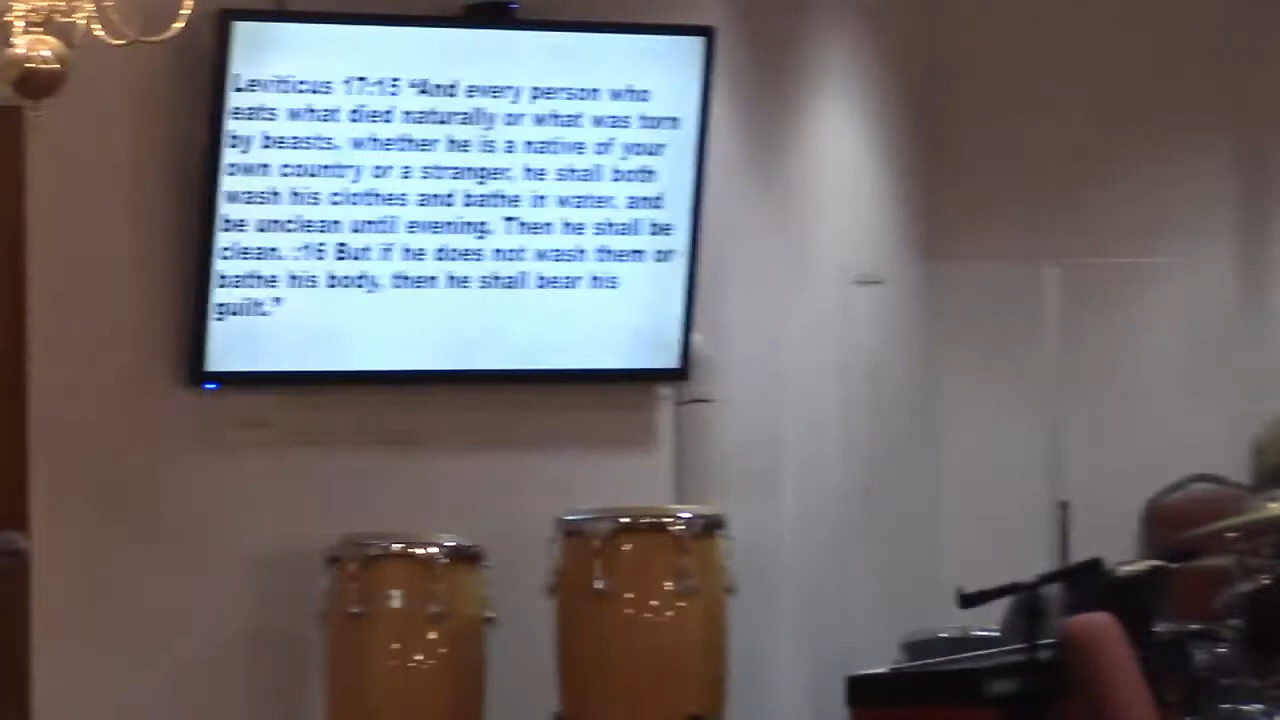 Leviticus 17:15 "And every person who
eats what died naturally or what was torn
by beasts, whether he is a native of your
own country or a stranger, he shall both
wash his clothes and bathe in water, and
be unclean until evening. Then he shall be
clean. :16 But if he does not wash them or
bathe his body, then he shall bear his
guilt."